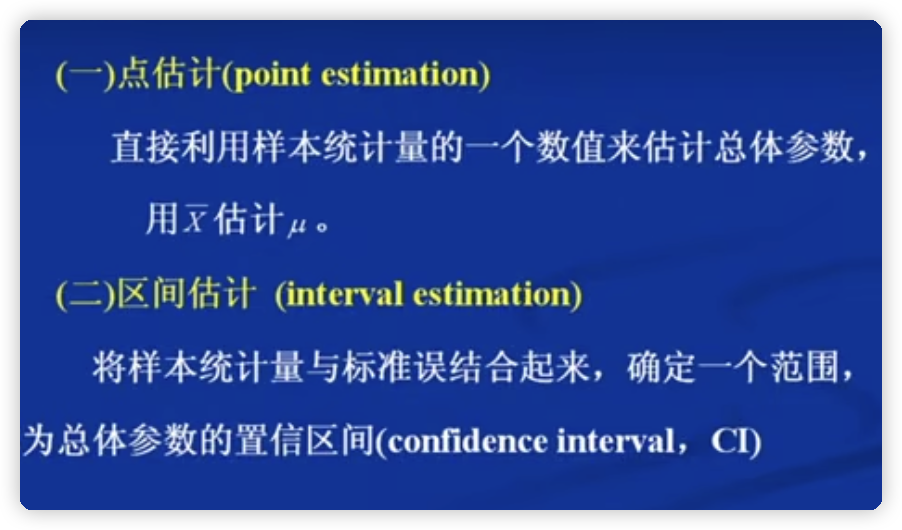 (一)点估计(point estimation)
直接利用样本统计量的一个数值来估计总体参数，
用X̅估计μ。
(二)区间估计 (interval estimation)
将样本统计量与标准误结合起来，确定一个范围，
为总体参数的置信区间(confidence interval，CI)